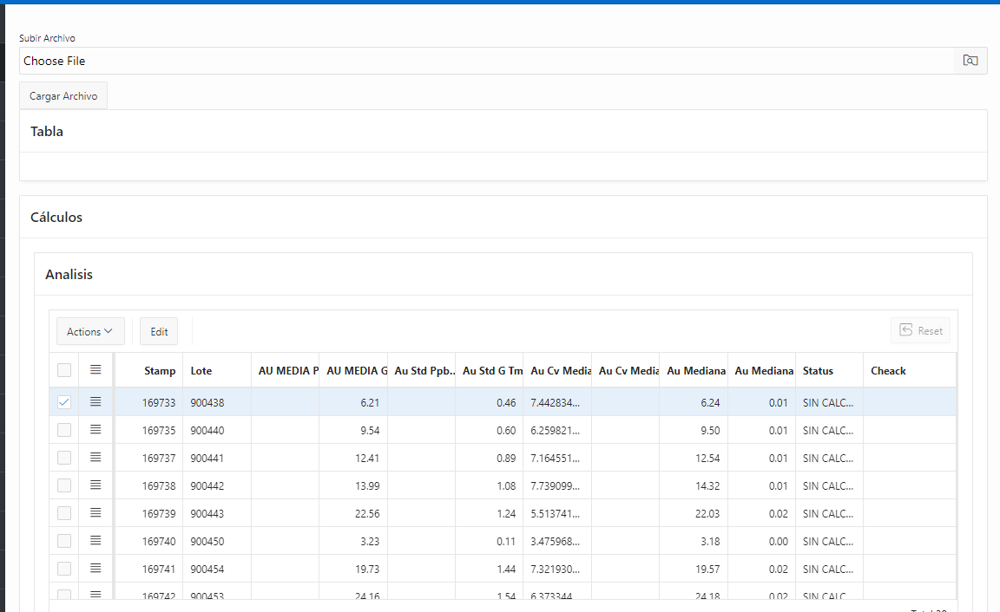 Subir Archivo
Choose File
Cargar Archivo
Tabla
Cálculos
Analisis
Actions Edit Reset
Stamp Lote AU MEDIA P AU MEDIA G Au Std Ppb... Au Std G Tm Au Cv Media Au Cv Media Au Mediana Au Mediana Status Cheack
169733 900438 6.21 0.46 7.442834... 6.24 0.01 SIN CALC...
169735 900440 9.54 0.60 6.259821... 9.50 0.01 SIN CALC...
169737 900441 12.41 0.89 7.164551... 12.54 0.01 SIN CALC...
169738 900442 13.99 1.08 7.739099... 14.32 0.01 SIN CALC...
169739 900443 22.56 1.24 5.513741... 22.03 0.02 SIN CALC...
169740 900450 3.23 0.11 3.475968... 3.18 0.00 SIN CALC...
169741 900454 19.73 1.44 7.321930... 19.57 0.02 SIN CALC...
169742 900453 24.16 1.54 6.373344 24.18 0.02 SIN CALC